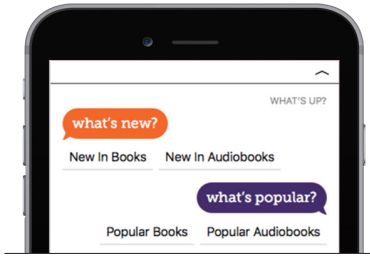 WHAT'S UP?
what's new?
New In Books New In Audiobooks
what's popular?
Popular Books Popular Audiobooks